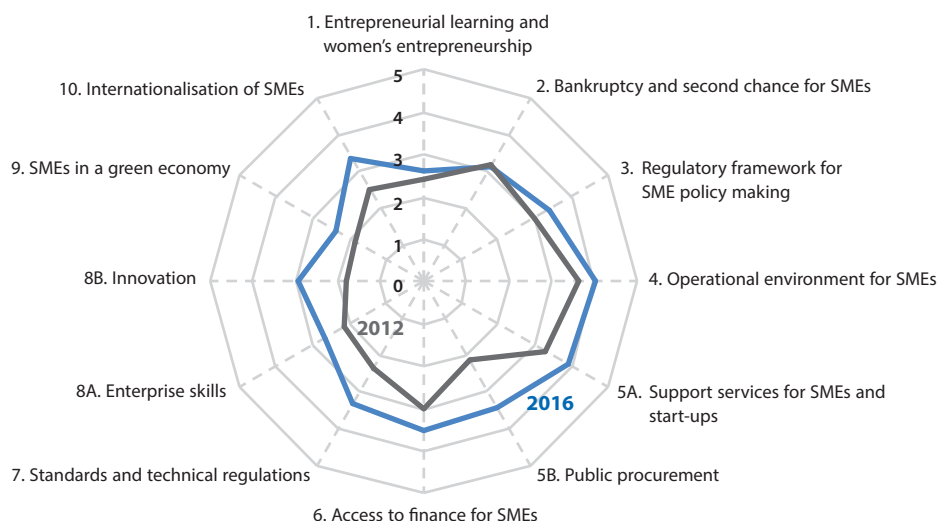 1. Entrepreneurial learning and
women's entrepreneurship
2. Bankruptcy and second chance for SMEs
3. Regulatory framework for
SME policy making
4. Operational environment for SMEs
5A. Support services for SMEs and
start-ups
5B. Public procurement
6. Access to finance for SMEs
7. Standards and technical regulations
8A. Enterprise skills
8B. Innovation
9. SMEs in a green economy
10. Internationalisation of SMEs
5
4
3
2
1
0
2012
2016